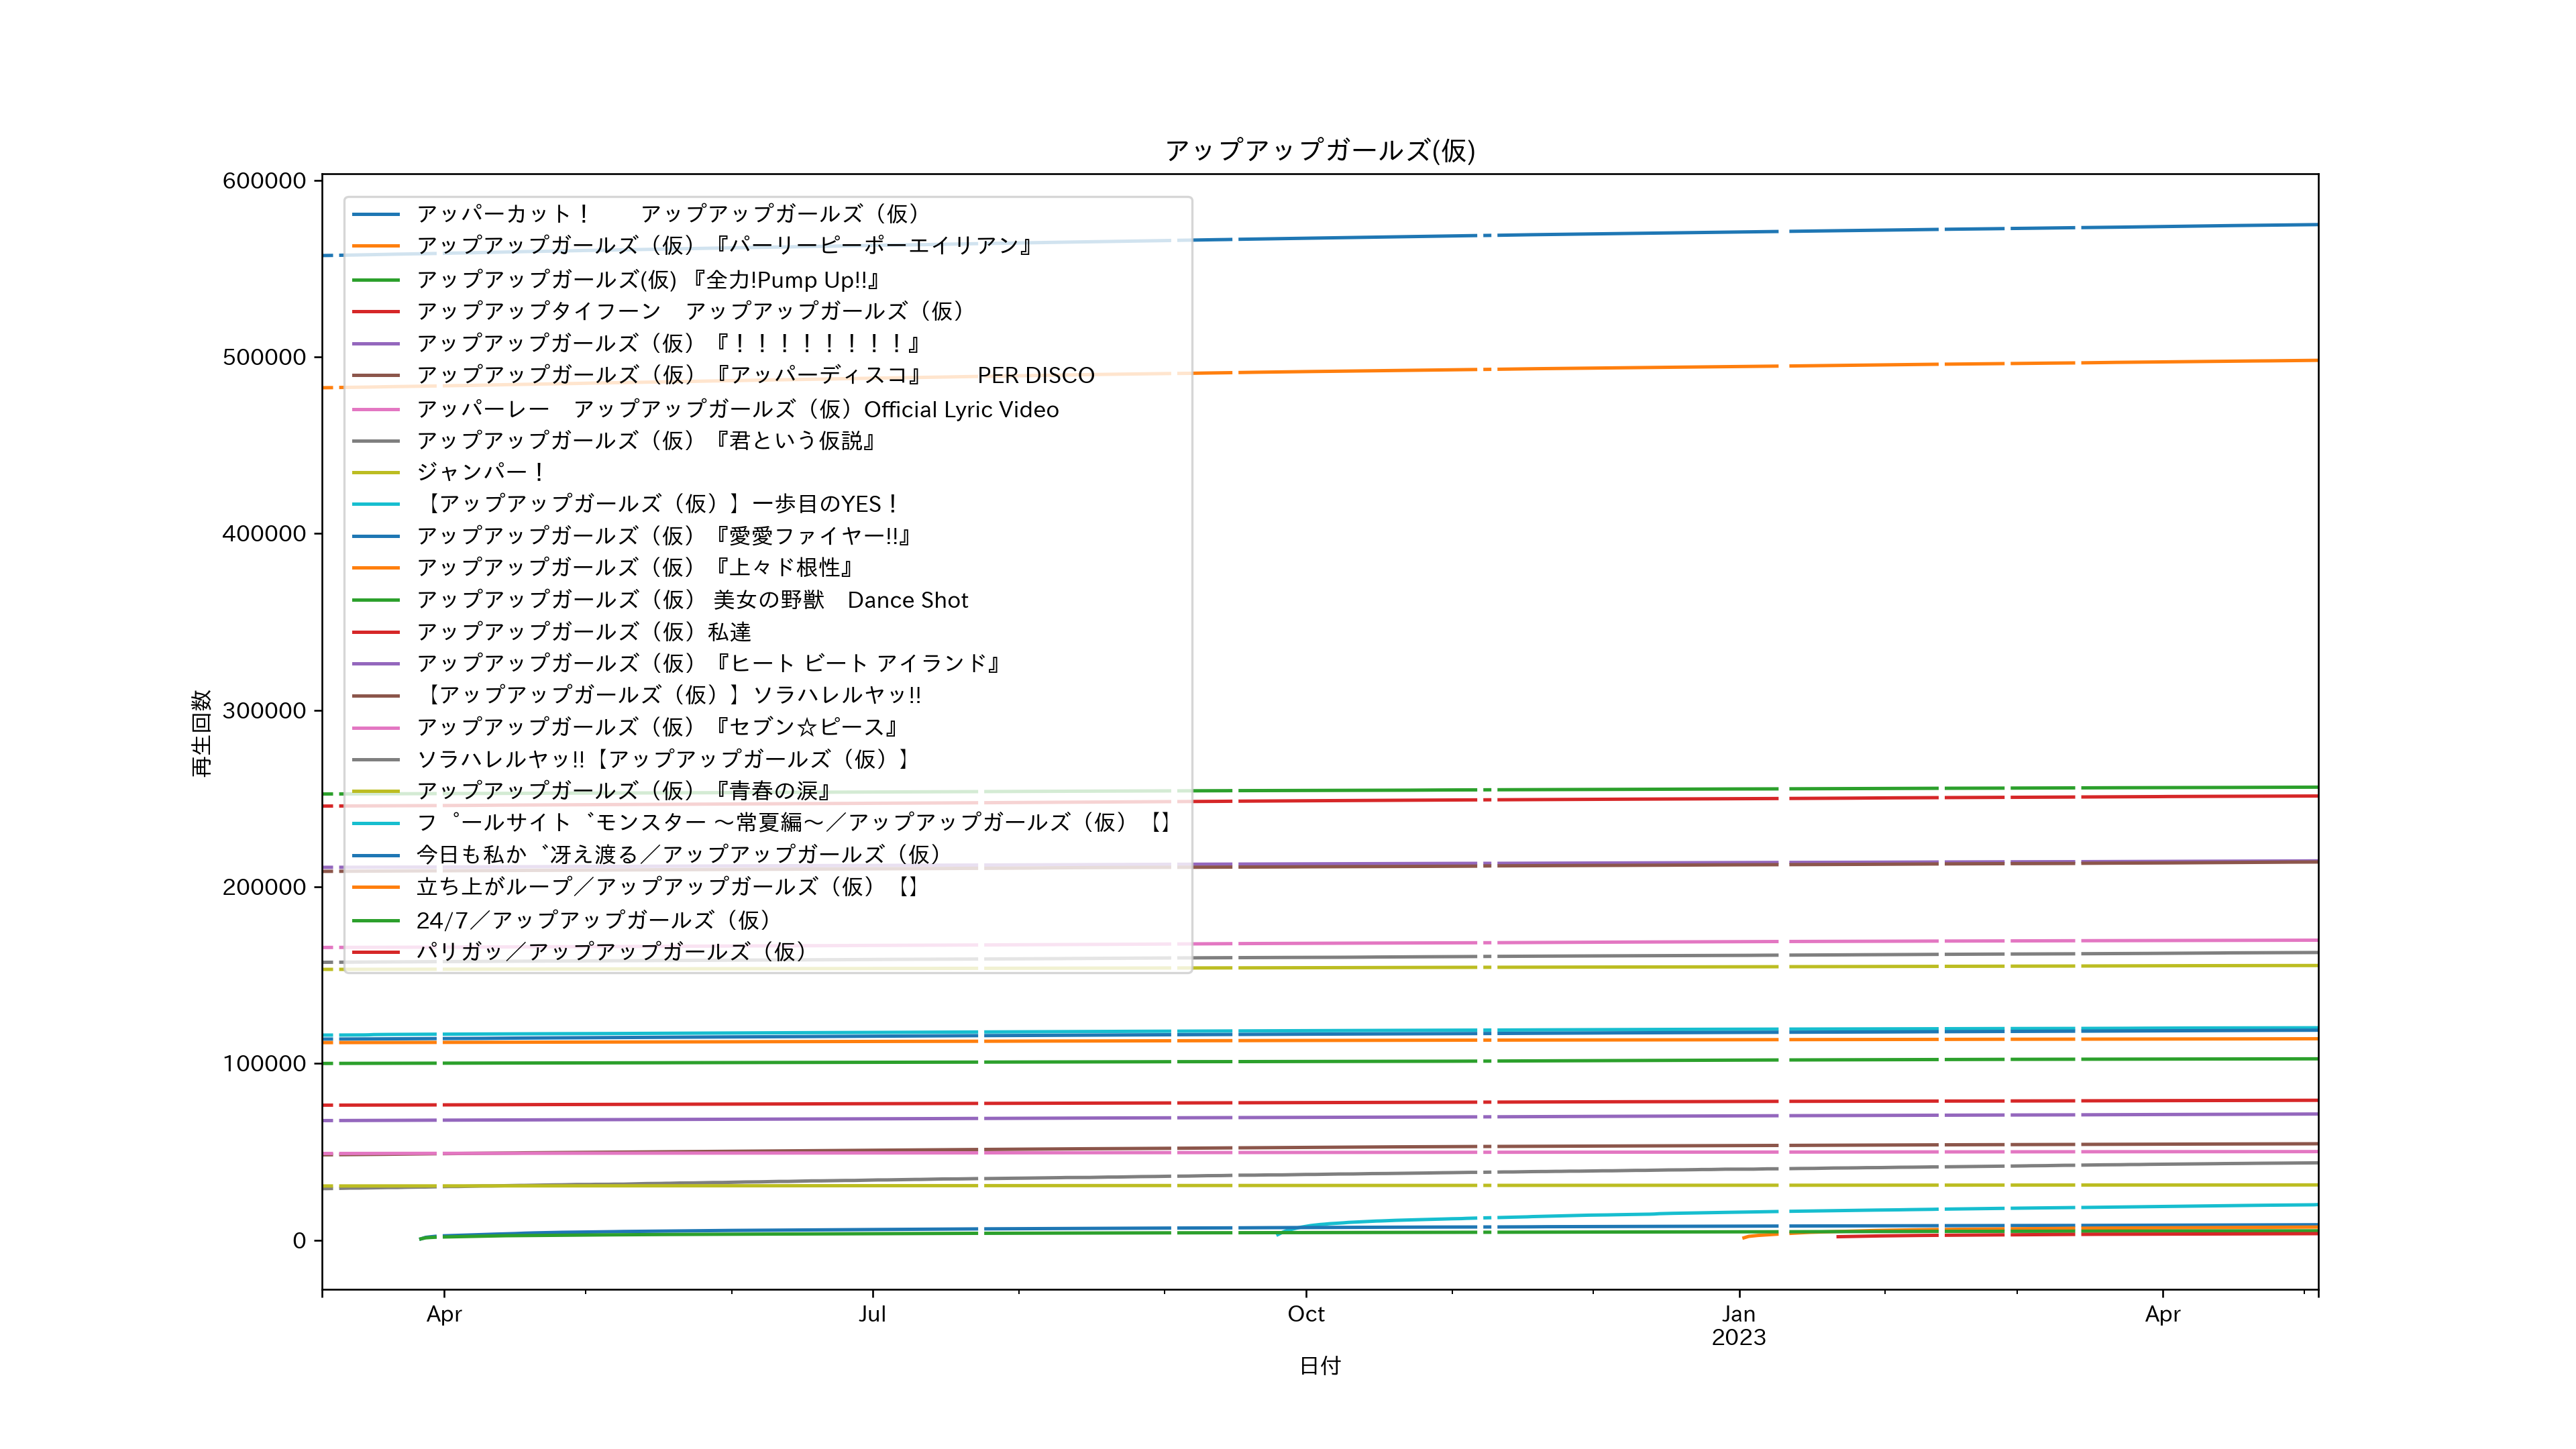 アップアップガールズ(仮)
600000
500000
400000
300000
200000
100000
0
再生回数
アッパーカット！　　アップアップガールズ（仮）
アップアップガールズ（仮）『パーリーピーポーエイリアン』
アップアップガールズ(仮) 『全力!Pump Up!!』
アップアップタイフーン　アップアップガールズ（仮）
アップアップガールズ（仮）『！！！！！！！！』
アップアップガールズ（仮）『アッパーディスコ』　　PER DISCO
アッパーレー　アップアップガールズ（仮）Official Lyric Video
アップアップガールズ（仮）『君という仮説』
ジャンパー！
【アップアップガールズ（仮）】一歩目のYES！
アップアップガールズ（仮）『愛愛ファイヤー!!』
アップアップガールズ（仮）『上々ド根性』
アップアップガールズ（仮） 美女の野獣　Dance Shot
アップアップガールズ（仮）私達
アップアップガールズ（仮）『ヒート ビート アイランド』
【アップアップガールズ（仮）】ソラハレルヤッ!!
アップアップガールズ（仮）『セブン☆ピース』
ソラハレルヤッ!!【アップアップガールズ（仮）】
アップアップガールズ（仮）『青春の涙』
フ゜ールサイト゛モンスター ～常夏編～／アップアップガールズ（仮）【】
今日も私か゛冴え渡る／アップアップガールズ（仮）
立ち上がループ／アップアップガールズ（仮）【】
24/7／アップアップガールズ（仮）
パリガッ／アップアップガールズ（仮）
Apr Jul Oct Jan Apr
2023
日付